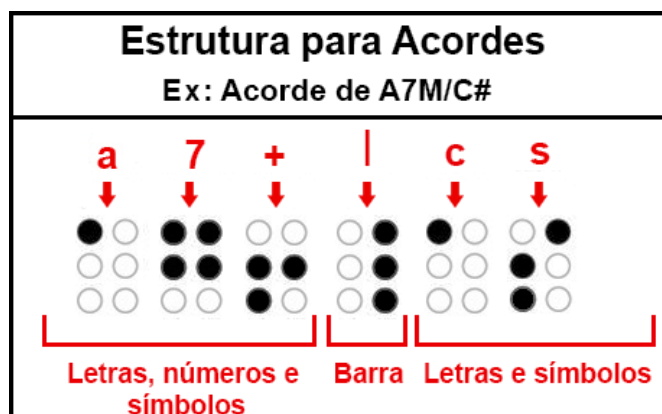 Estrutura para Acordes
Ex: Acorde de A7M/C#
a 7 + | c s
Letras, números e símbolos Barra Letras e símbolos